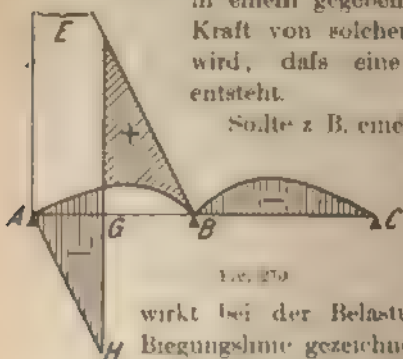 in einem gegeben
Kraft von solcher
wird, dafs eine
entsteht.
Sollte z B. eine
E
+
A
G
B
C
H
wirkt bei der Belastu
Biegungslinie gezeichne